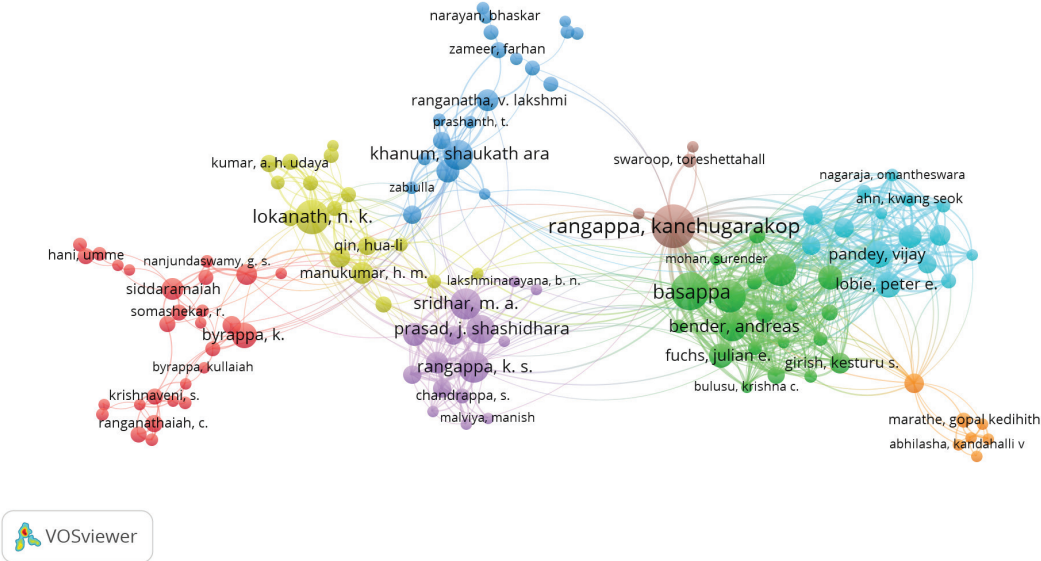 narayan, bhaskar
zameer, farhan
ranganatha, v. lakshmi
prashanth, t.
khanum, shaukath ara
zabiulla
kumar, a. h. udaya
lokanath, n. k.
qin, hua-li
manukumar, h. m.
hani, umme
nanjundaswamy, g. s.
siddaramaiah
somashekar, r.
byrappa, k.
byrappa, kullaiah
krishnaveni, s.
ranganathaiah, c.
lakshminarayana, b. n.
sridhar, m. a.
prasad, j. shashidhara
rangappa, k. s.
chandrappa, s.
malviya, manish
swaroop, toreshettahall
rangappa, kanchugarakop
mohan, surender
basappa
bender, andreas
fuchs, julian e.
girish, kesturu s.
bulusu, krishna c.
nagaraja, omantheswara
ahn, kwang seok
pandey, vijay
lobie, peter e.
marathe, gopal kedihith
abhilasha, kandahalli v
VOSviewer